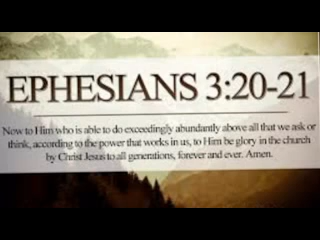 EPHESIANS 3:20-21
Now to Him who is able to do exceedingly abundantly above all that we ask or
think, according to the power that works in us, to Him be glory in the church
by Christ Jesus to all generations, forever and ever. Amen.